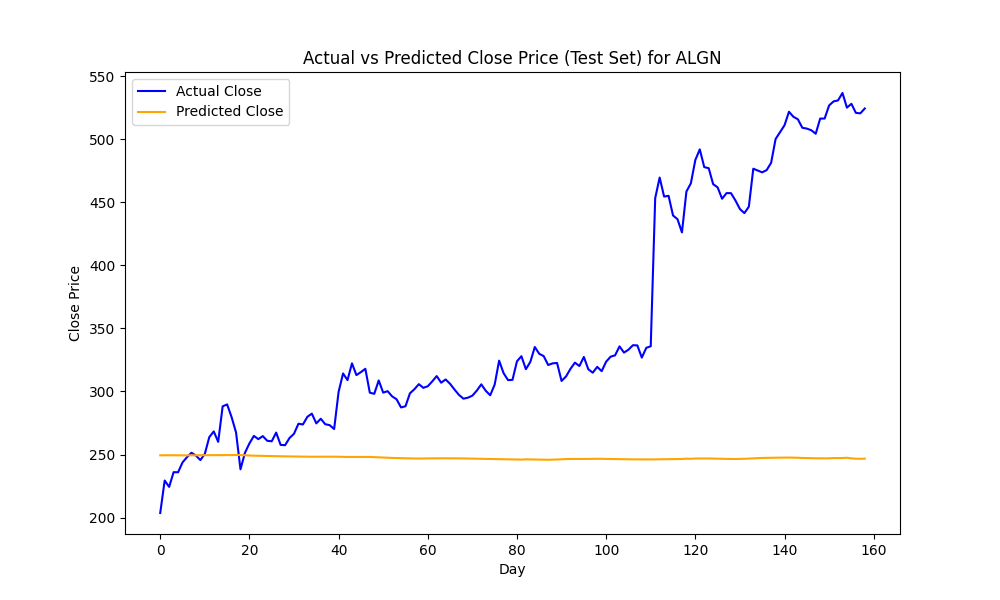 Actual vs Predicted Close Price (Test Set) for ALGN
Actual Close
Predicted Close
Close Price
550
500
450
400
350
300
250
200
0 20 40 60 80 100 120 140 160
Day